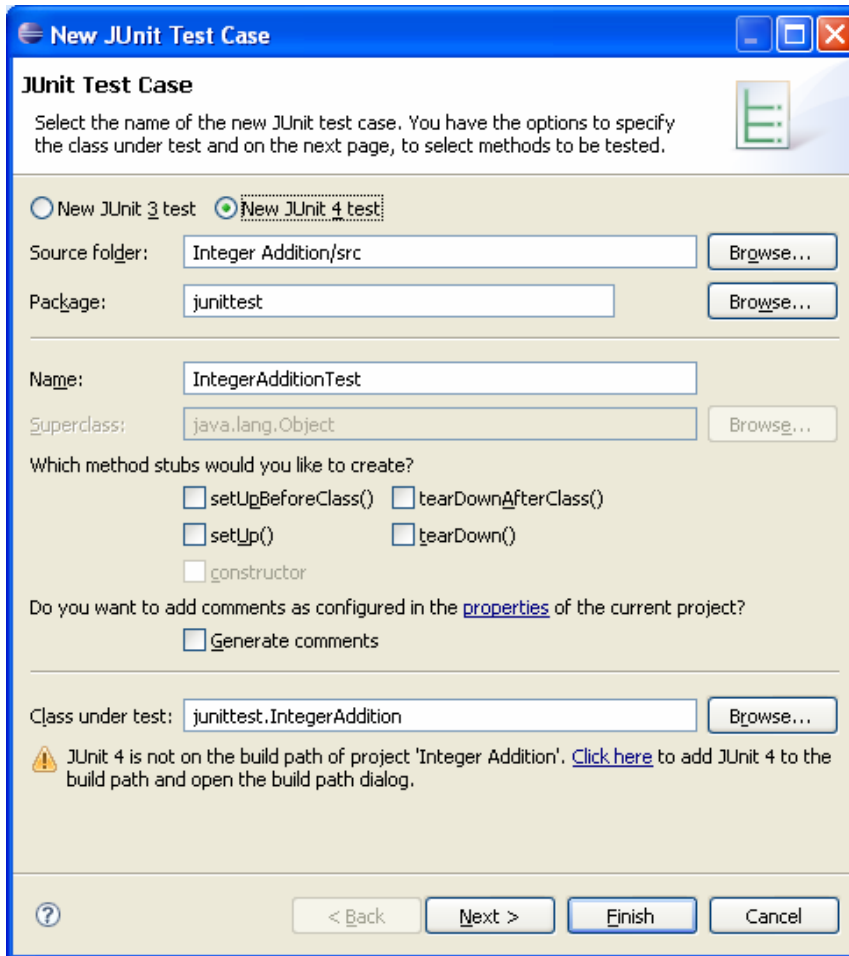 New JUnit Test Case
JUnit Test Case
Select the name of the new JUnit test case. You have the options to specify
the class under test and on the next page, to select methods to be tested.
New JUnit 3 test New JUnit 4 test
Source folder: Integer Addition/src Browse...
Package: junittest Browse...
Name: IntegerAdditionTest
Superclass: java.lang.Object Browse...
Which method stubs would you like to create?
setUpBeforeClass() tearDownAfterClass()
setUp() tearDown()
constructor
Do you want to add comments as configured in the properties of the current project?
Generate comments
Class under test: junittest.IntegerAddition Browse...
JUnit 4 is not on the build path of project 'Integer Addition'. Click here to add JUnit 4 to the
build path and open the build path dialog.
? < Back Next > Finish Cancel